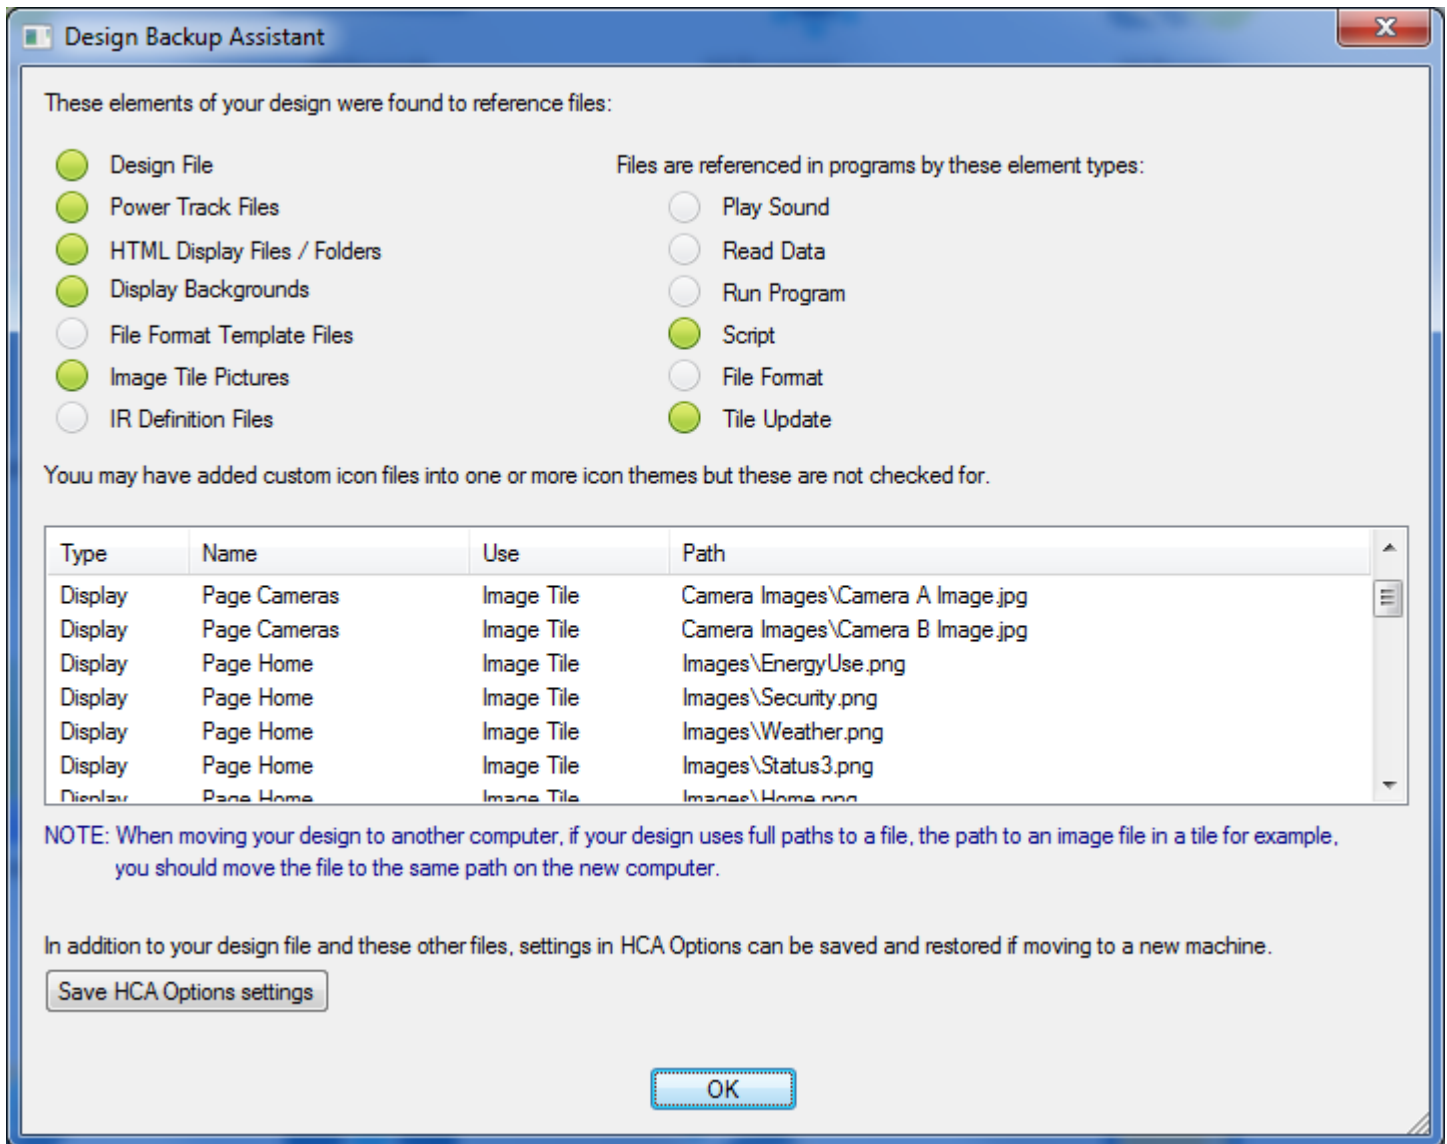 Design Backup Assistant
These elements of your design were found to reference files:
Design File
Power Track Files
HTML Display Files / Folders
Display Backgrounds
File Format Template Files
Image Tile Pictures
IR Definition Files
Files are referenced in programs by these element types:
Play Sound
Read Data
Run Program
Script
File Format
Tile Update
Youu may have added custom icon files into one or more icon themes but these are not checked for.
Type Name Use Path
Display Page Cameras Image Tile Camera Images\Camera A Image.jpg
Display Page Cameras Image Tile Camera Images\Camera B Image.jpg
Display Page Home Image Tile Images\EnergyUse.png
Display Page Home Image Tile Images\Security.png
Display Page Home Image Tile Images\Weather.png
Display Page Home Image Tile Images\Status3.png
Display Page Home Image Tile Images\Home.png
NOTE: When moving your design to another computer, if your design uses full paths to a file, the path to an image file in a tile for example,
you should move the file to the same path on the new computer.
In addition to your design file and these other files, settings in HCA Options can be saved and restored if moving to a new machine.
Save HCA Options settings
OK